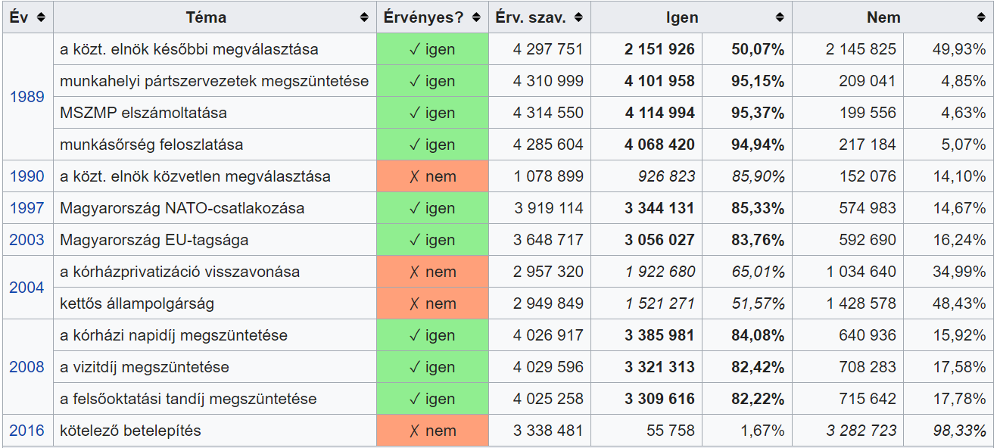 Év Téma Érvényes? Érv. szav. Igen Nem
1989 a közt. elnök későbbi megválasztása ✓ igen 4 297 751 2 151 926 50,07% 2 145 825 49,93%
munkahelyi pártszervezetek megszüntetése ✓ igen 4 310 999 4 101 958 95,15% 209 041 4,85%
MSZMP elszámoltatása ✓ igen 4 314 550 4 114 994 95,37% 199 556 4,63%
munkásőrség feloszlatása ✓ igen 4 285 604 4 068 420 94,94% 217 184 5,07%
1990 a közt. elnök közvetlen megválasztása ✗ nem 1 078 899 926 823 85,90% 152 076 14,10%
1997 Magyarország NATO-csatlakozása ✓ igen 3 919 114 3 344 131 85,33% 574 983 14,67%
2003 Magyarország EU-tagsága ✓ igen 3 648 717 3 056 027 83,76% 592 690 16,24%
2004 a kórházprivatizáció visszavonása ✗ nem 2 957 320 1 922 680 65,01% 1 034 640 34,99%
kettős állampolgárság ✗ nem 2 949 849 1 521 271 51,57% 1 428 578 48,43%
2008 a kórházi napidíj megszüntetése ✓ igen 4 026 917 3 385 981 84,08% 640 936 15,92%
a vizitdíj megszüntetése ✓ igen 4 029 596 3 321 313 82,42% 708 283 17,58%
a felsőoktatási tandíj megszüntetése ✓ igen 4 025 258 3 309 616 82,22% 715 642 17,78%
2016 kötelező betelepítés ✗ nem 3 338 481 55 758 1,67% 3 282 723 98,33%